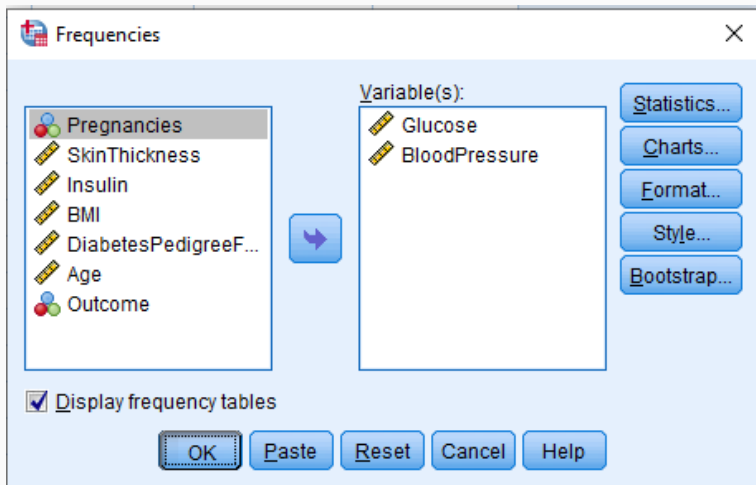 Frequencies
Variable(s):
Pregnancies
SkinThickness
Insulin
BMI
DiabetesPedigreeF...
Age
Outcome
Glucose
BloodPressure
Statistics...
Charts...
Format...
Style...
Bootstrap...
Display frequency tables
OK Paste Reset Cancel Help